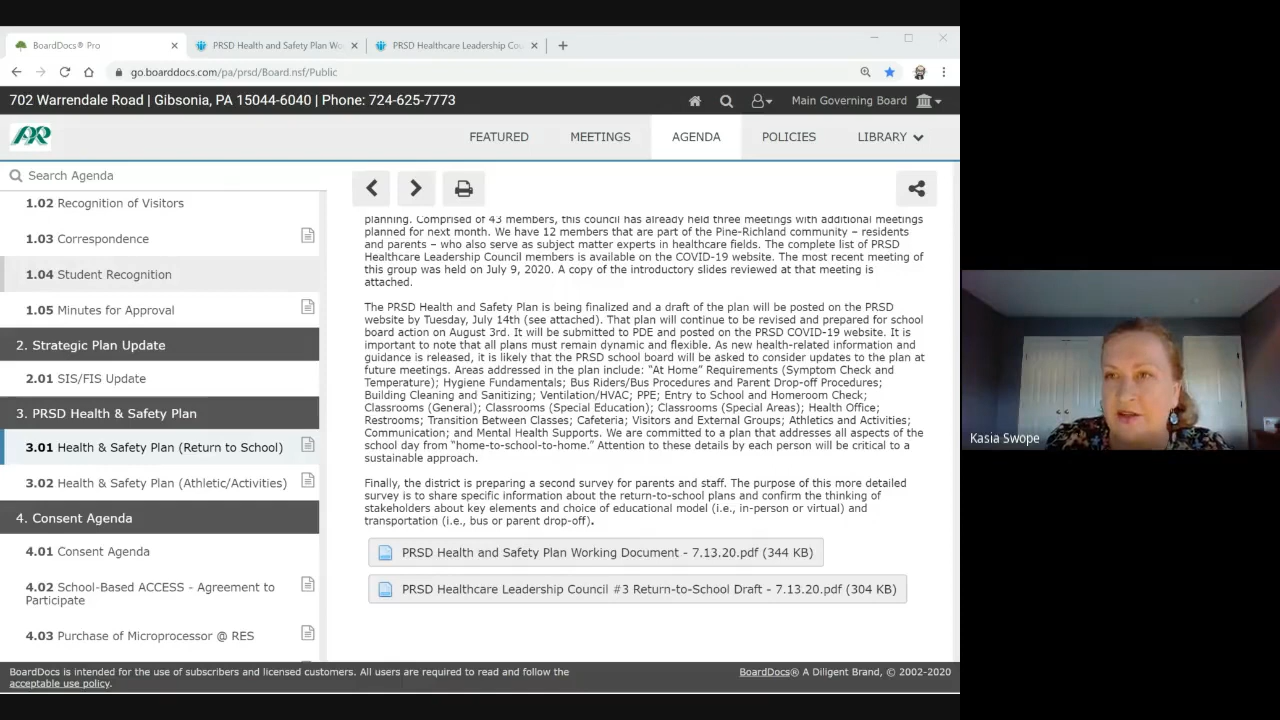 BoardDocs® Pro
PRSD Health and Safety Plan Wo
PRSD Healthcare Leadership Cou
go.boarddocs.com/pa/prsd/Board.nsf/Public
702 Warrendale Road | Gibsonia, PA 15044-6040 | Phone: 724-625-7773
Main Governing Board
PR
FEATURED
MEETINGS
AGENDA
POLICIES
LIBRARY
Search Agenda
1.02 Recognition of Visitors
1.03 Correspondence
1.04 Student Recognition
1.05 Minutes for Approval
2. Strategic Plan Update
2.01 SIS/FIS Update
3. PRSD Health & Safety Plan
3.01 Health & Safety Plan (Return to School)
3.02 Health & Safety Plan (Athletic/Activities)
4. Consent Agenda
4.01 Consent Agenda
4.02 School-Based ACCESS - Agreement to
Participate
4.03 Purchase of Microprocessor @ RES
planning. Comprised of 43 members, this council has already held three meetings with additional meetings
planned for next month. We have 12 members that are part of the Pine-Richland community – residents
and parents – who also serve as subject matter experts in healthcare fields. The complete list of PRSD
Healthcare Leadership Council members is available on the COVID-19 website. The most recent meeting of
this group was held on July 9, 2020. A copy of the introductory slides reviewed at that meeting is
attached.
The PRSD Health and Safety Plan is being finalized and a draft of the plan will be posted on the PRSD
website by Tuesday, July 14th (see attached). That plan will continue to be revised and prepared for school
board action on August 3rd. It will be submitted to PDE and posted on the PRSD COVID-19 website. It is
important to note that all plans must remain dynamic and flexible. As new health-related information and
guidance is released, it is likely that the PRSD school board will be asked to consider updates to the plan at
future meetings. Areas addressed in the plan include: “At Home” Requirements (Symptom Check and
Temperature); Hygiene Fundamentals; Bus Riders/Bus Procedures and Parent Drop-off Procedures;
Building Cleaning and Sanitizing; Ventilation/HVAC; PPE; Entry to School and Homeroom Check;
Classrooms (General); Classrooms (Special Education); Classrooms (Special Areas); Health Office;
Restrooms; Transition Between Classes; Cafeteria; Visitors and External Groups; Athletics and Activities;
Communication; and Mental Health Supports. We are committed to a plan that addresses all aspects of the
school day from “home-to-school-to-home.” Attention to these details by each person will be critical to a
sustainable approach.
Finally, the district is preparing a second survey for parents and staff. The purpose of this more detailed
survey is to share specific information about the return-to-school plans and confirm the thinking of
stakeholders about key elements and choice of educational model (i.e., in-person or virtual) and
transportation (i.e., bus or parent drop-off).
PRSD Health and Safety Plan Working Document - 7.13.20.pdf (344 KB)
PRSD Healthcare Leadership Council #3 Return-to-School Draft - 7.13.20.pdf (304 KB)
BoardDocs is intended for the use of subscribers and licensed customers. All users are required to read and follow the
acceptable use policy.
BoardDocs® A Diligent Brand, © 2002-2020
Kasia Swope